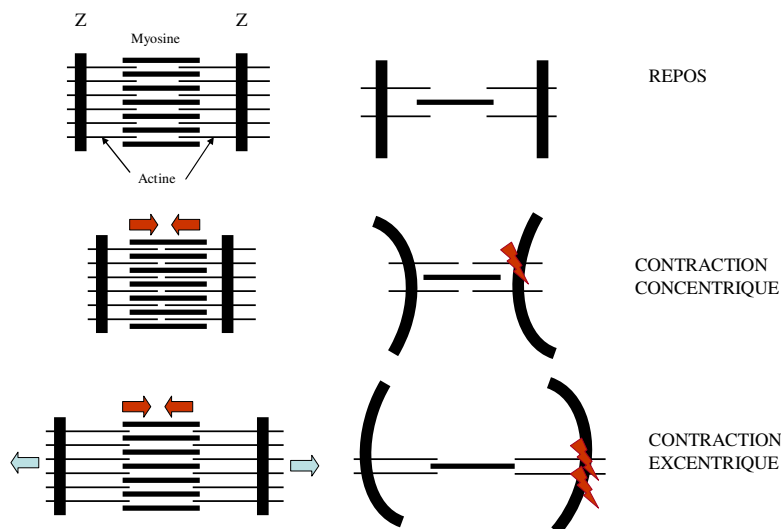 Z
Z
Myosine
REPOS
Actine
CONTRACTION
CONCENTRIQUE
CONTRACTION
EXCENTRIQUE